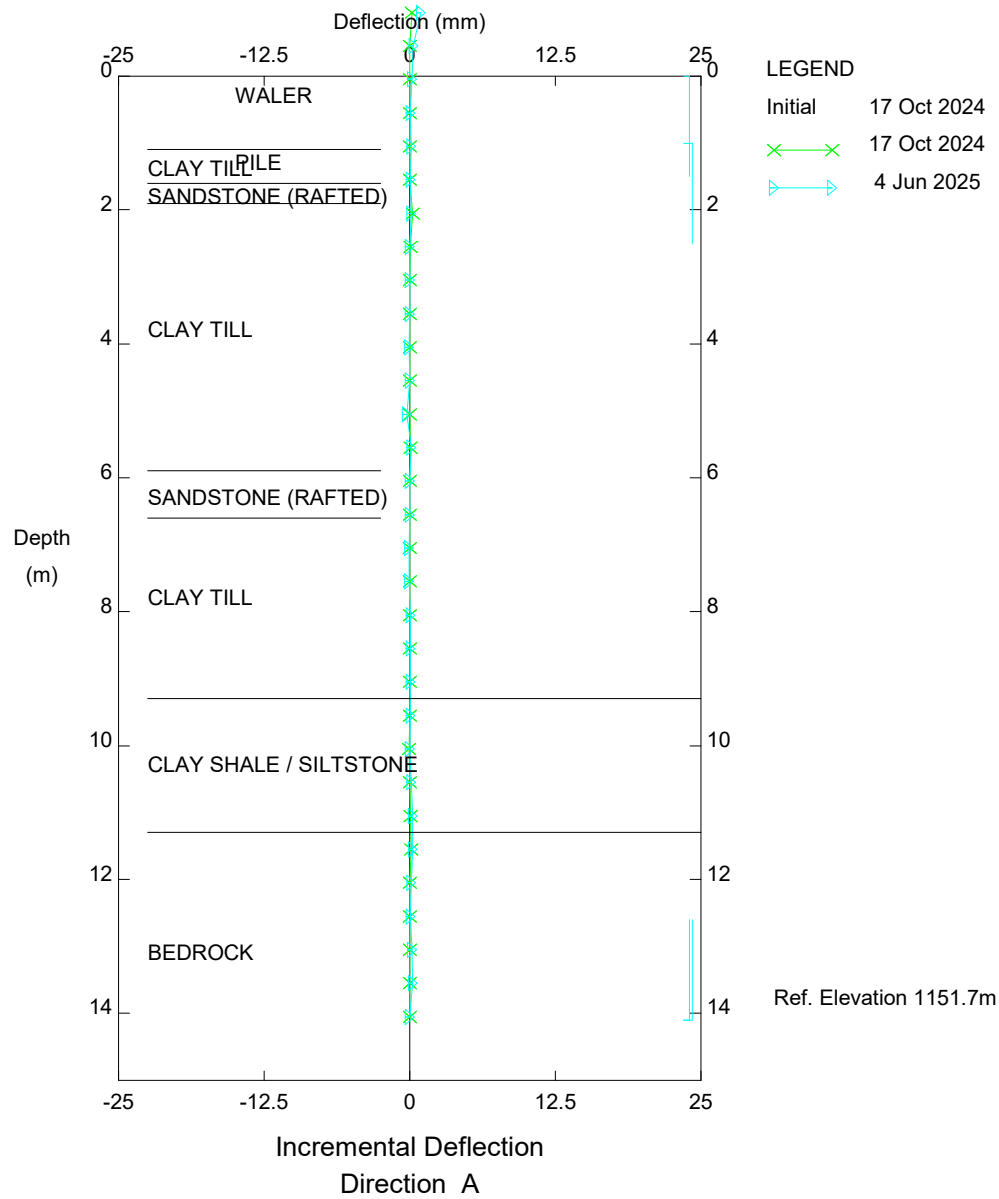 Deflection (mm)
-25 -12.5 0 12.5 25
LEGEND
Initial 17 Oct 2024
17 Oct 2024
4 Jun 2025
0 0
WALER
PILE
CLAY TILL
SANDSTONE (RAFTED)
2 2
CLAY TILL
4 4
6 6
SANDSTONE (RAFTED)
Depth
(m)
CLAY TILL
8 8
10 10
CLAY SHALE / SILTSTONE
12 12
BEDROCK
14 14
Ref. Elevation 1151.7m
-25 -12.5 0 12.5 25
Incremental Deflection
Direction A